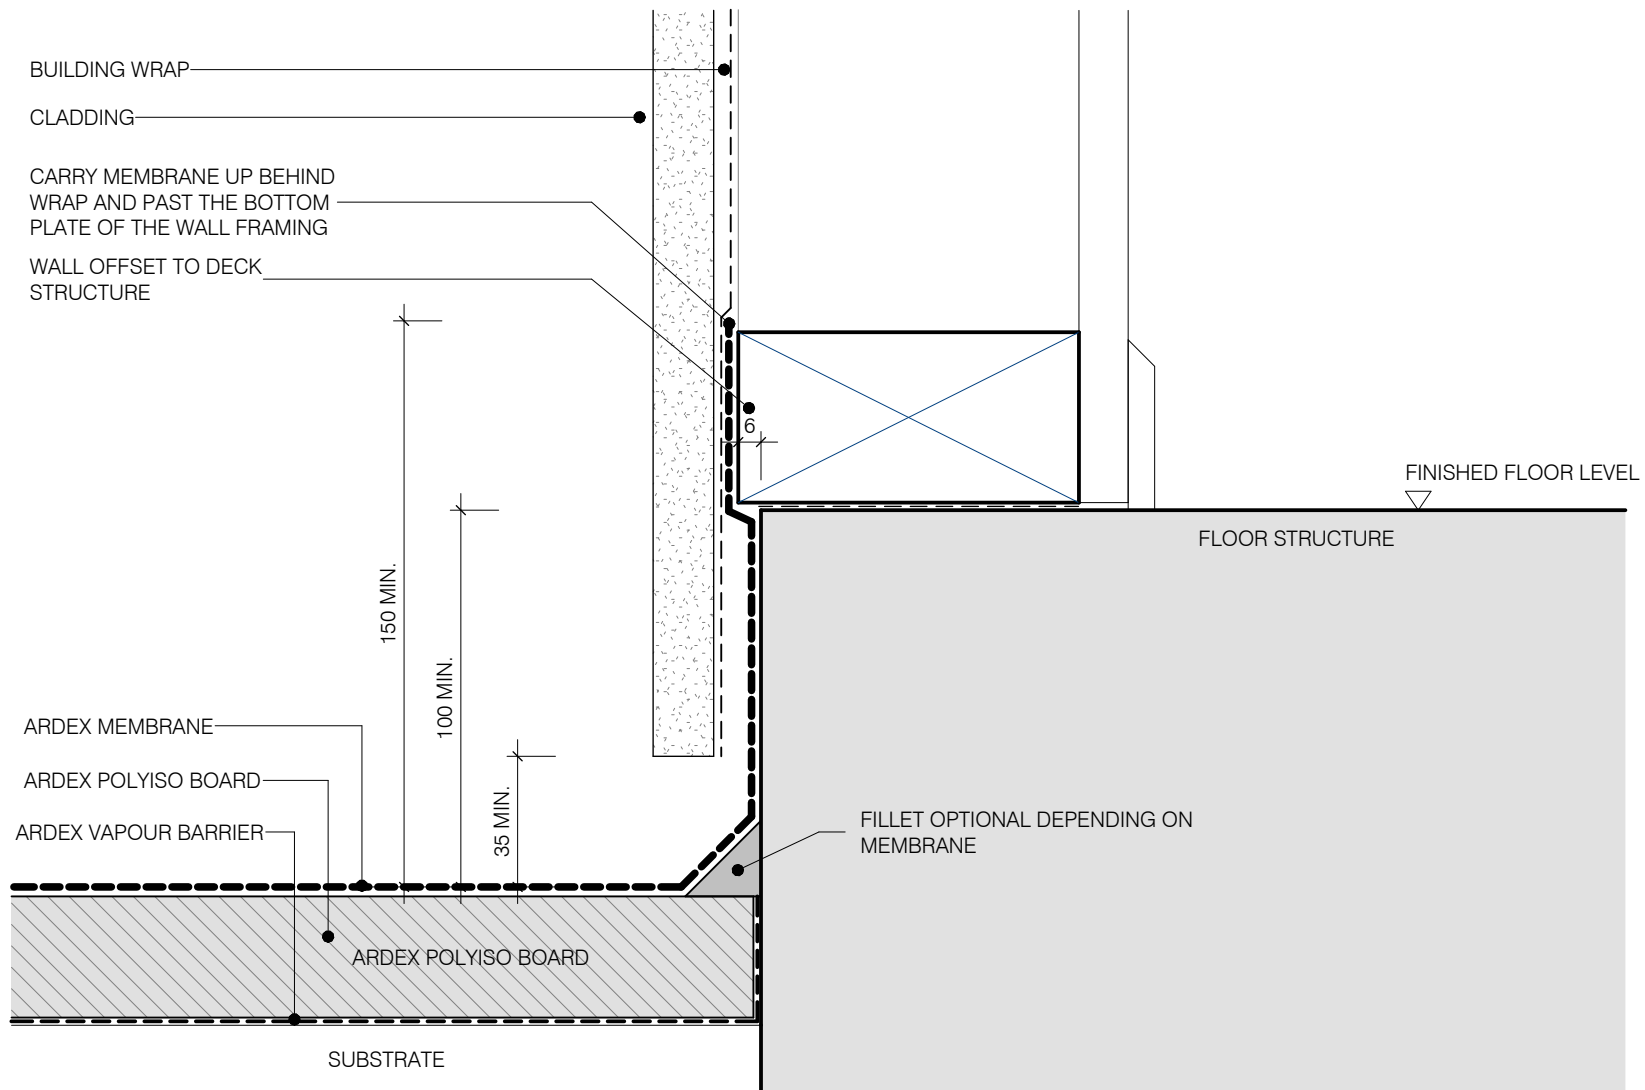 BUILDING WRAP
CLADDING
CARRY MEMBRANE UP BEHIND
WRAP AND PAST THE BOTTOM
PLATE OF THE WALL FRAMING
WALL OFFSET TO DECK
STRUCTURE
6
FINISHED FLOOR LEVEL
FLOOR STRUCTURE
150 MIN.
100 MIN.
35 MIN.
ARDEX MEMBRANE
ARDEX POLYISO BOARD
ARDEX VAPOUR BARRIER
FILLET OPTIONAL DEPENDING ON
MEMBRANE
ARDEX POLYISO BOARD
SUBSTRATE